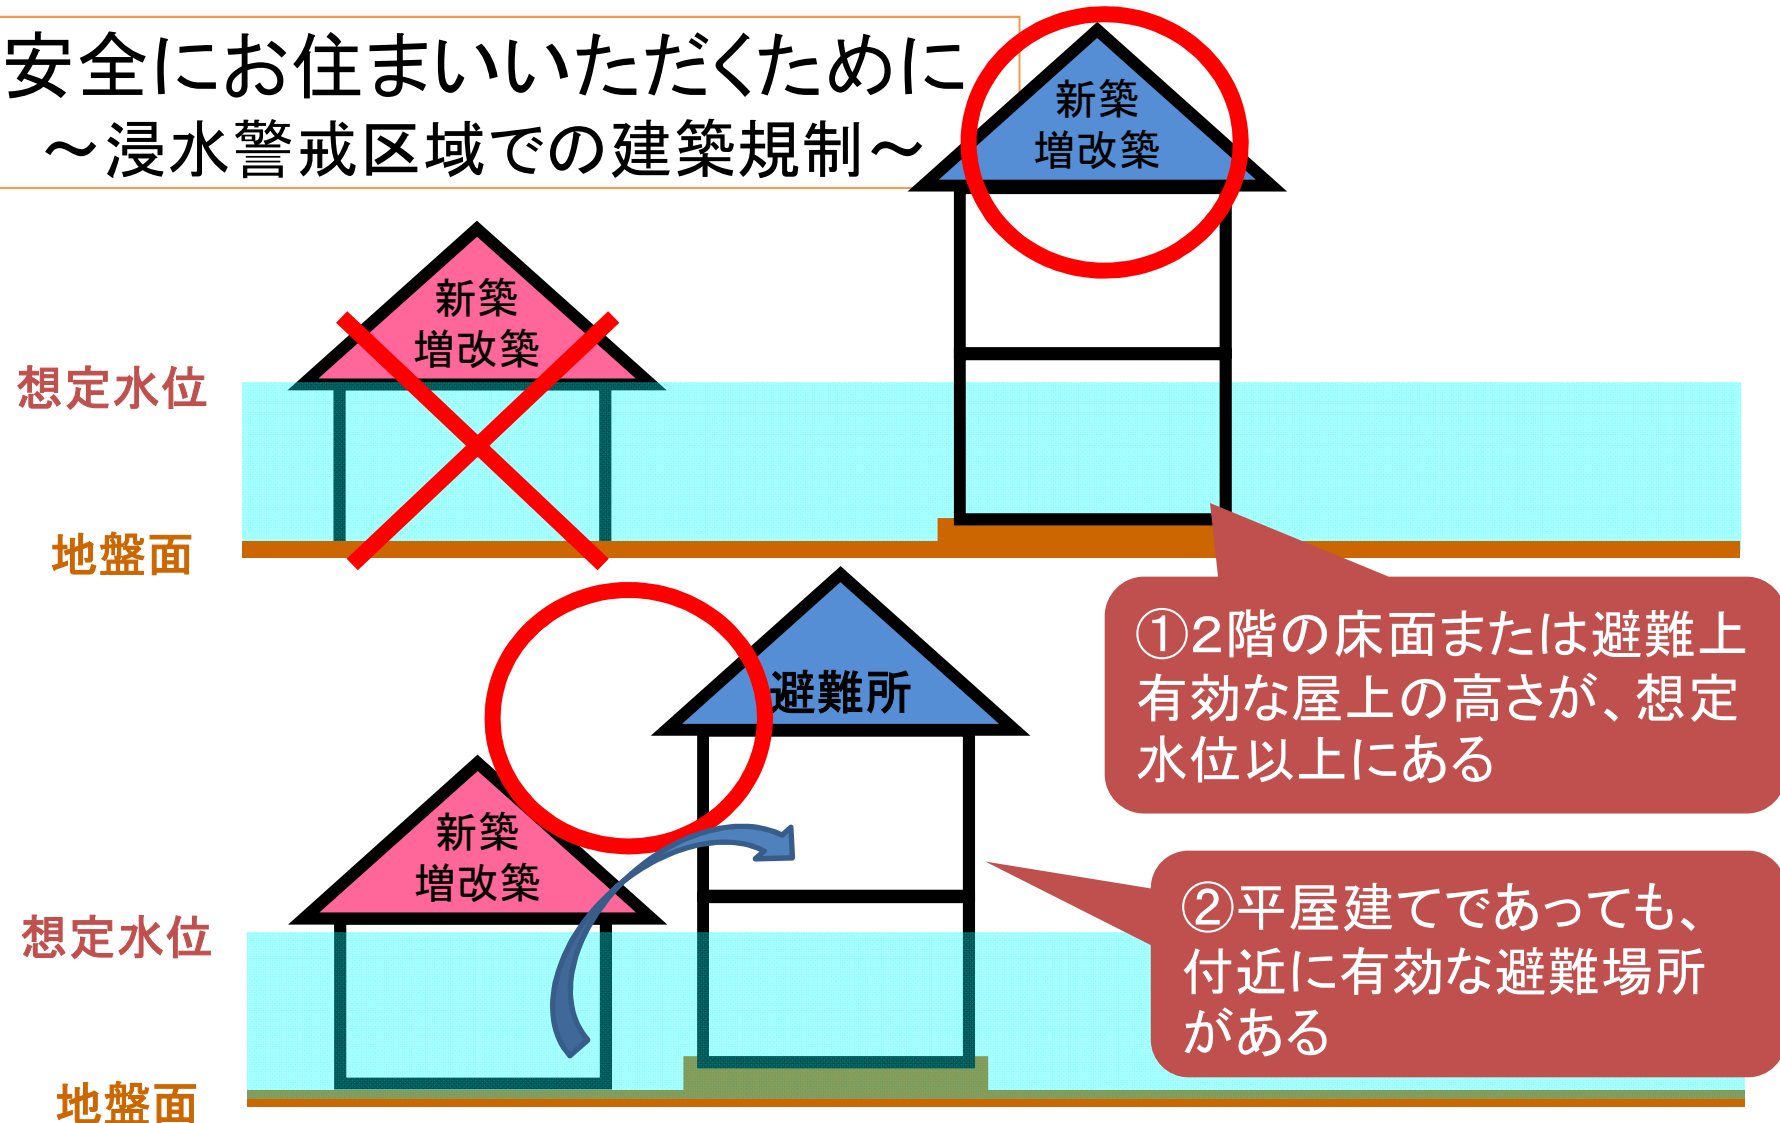 安全にお住まいいただくために
～浸水警戒区域での建築規制～
新築
増改築
新築
増改築
想定水位
地盤面
①２階の床面または避難上
有効な屋上の高さが、想定
水位以上にある
避難所
新築
増改築
②平屋建てであっても、
付近に有効な避難場所
がある
想定水位
地盤面